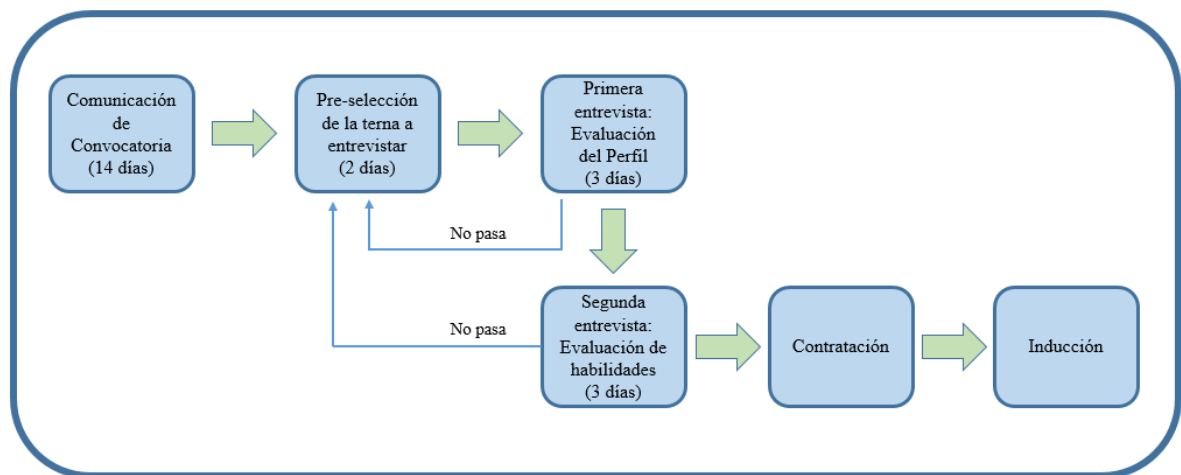 Comunicación
de
Convocatoria
(14 días)
Pre-selección
de la terna a
entrevistar
(2 días)
Primera
entrevista:
Evaluación
del Perfil
(3 días)
No pasa
Segunda
entrevista:
Evaluación de
habilidades
(3 días)
No pasa
Contratación
Inducción